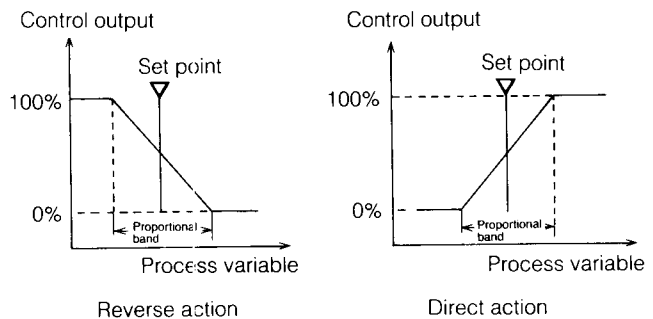 Control output
Set point
100%
0%
Proportional
band
Process variable
Reverse action
Control output
Set point
100%
0%
Proportional
band
Process variable
Direct action